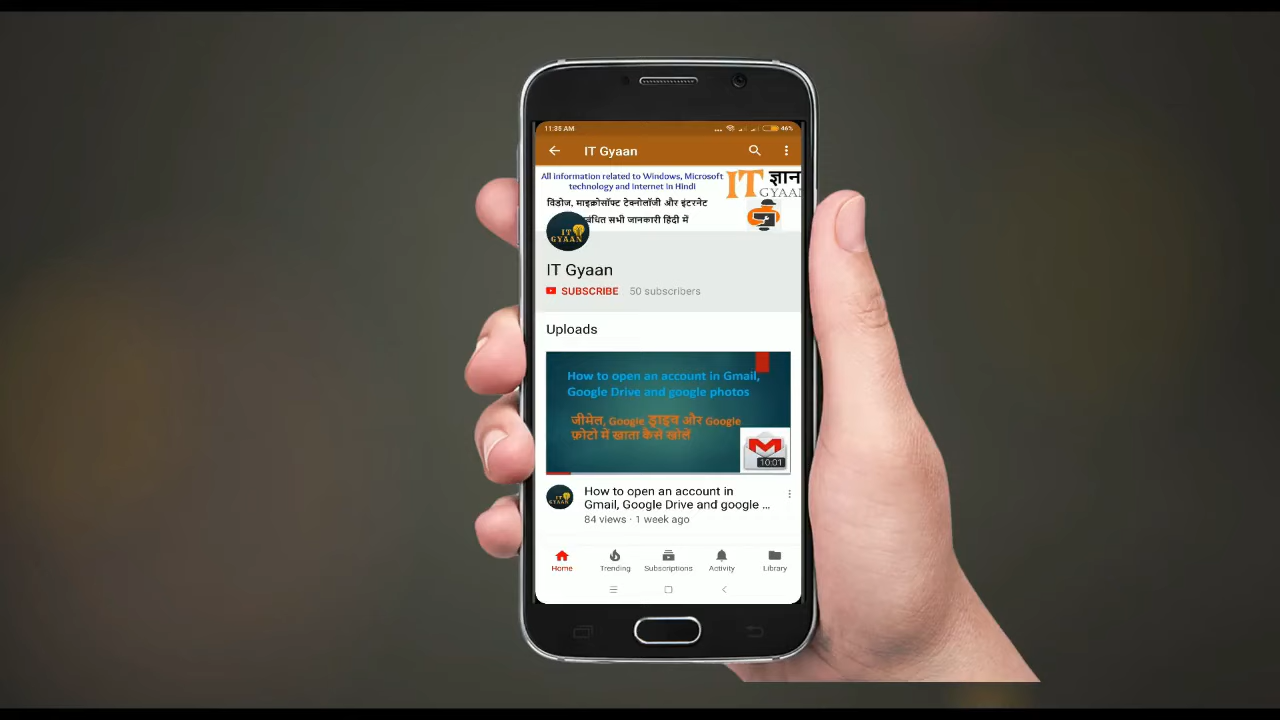 11:35 AM
46%
IT Gyaan
All information related to Windows, Microsoft
technology and internet in Hindi
IT ज्ञान
GYAAN
विंडोज, माइक्रोसॉफ्ट टेक्नोलॉजी और इंटरनेट
बंधित सभी जानकारी हिंदी में
IT
GYAAN
IT Gyaan
SUBSCRIBE 50 subscribers
Uploads
How to open an account in Gmail,
Google Drive and google photos
जीमेल, Google ड्राइव और Google
फ़ोटो में खाता कैसे खोलें
10:01
How to open an account in
Gmail, Google Drive and google ...
84 views · 1 week ago
Home Trending Subscriptions Activity Library